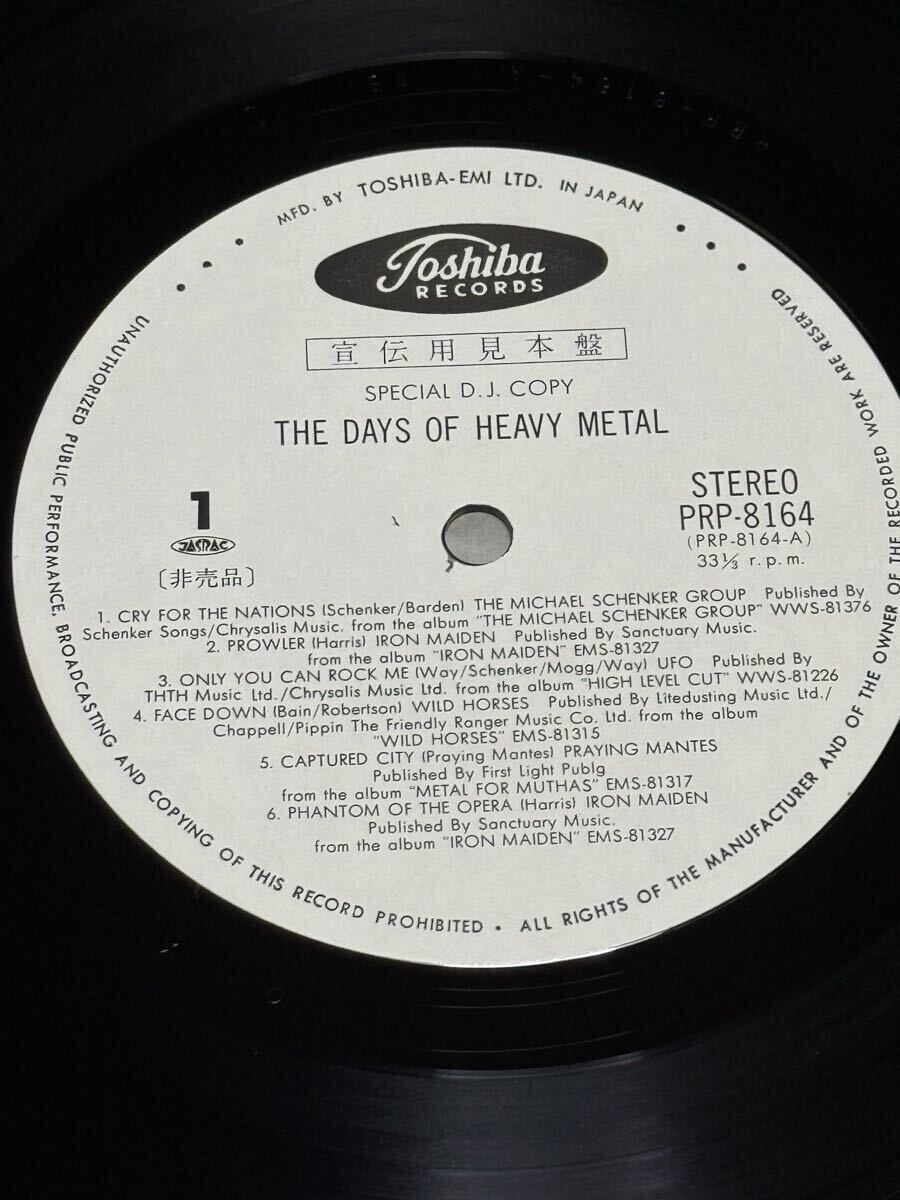 MFD. BY TOSHIBA-EMI LTD. IN JAPAN
Toshiba
RECORDS
宣伝用見本盤
SPECIAL D.J. COPY
THE DAYS OF HEAVY METAL
1
JASRAC
〔非売品〕
STEREO
PRP-8164
(PRP-8164-A)
33⅓ r.p.m.
1. CRY FOR THE NATIONS (Schenker/Barden) THE MICHAEL SCHENKER GROUP Published By
Schenker Songs/Chrysalis Music. from the album "THE MICHAEL SCHENKER GROUP" WWS-81376
2. PROWLER (Harris) IRON MAIDEN Published By Sanctuary Music.
from the album "IRON MAIDEN" EMS-81327
3. ONLY YOU CAN ROCK ME (Way/Schenker/Mogg/Way) UFO Published By
THTH Music Ltd./Chrysalis Music Ltd. from the album "HIGH LEVEL CUT" WWS-81226
4. FACE DOWN (Bain/Robertson) WILD HORSES Published By Litedusting Music Ltd./
Chappell/Pippin The Friendly Ranger Music Co. Ltd. from the album
"WILD HORSES" EMS-81315
5. CAPTURED CITY (Praying Mantes) PRAYING MANTES
Published By First Light Publg
from the album "METAL FOR MUTHAS" EMS-81317
6. PHANTOM OF THE OPERA (Harris) IRON MAIDEN
Published By Sanctuary Music.
from the album "IRON MAIDEN" EMS-81327
UNAUTHORIZED PUBLIC PERFORMANCE, BROADCASTING AND COPYING OF THIS RECORD PROHIBITED • ALL RIGHTS OF THE MANUFACTURER AND OF THE OWNER OF THE RECORDED WORK ARE RESERVED